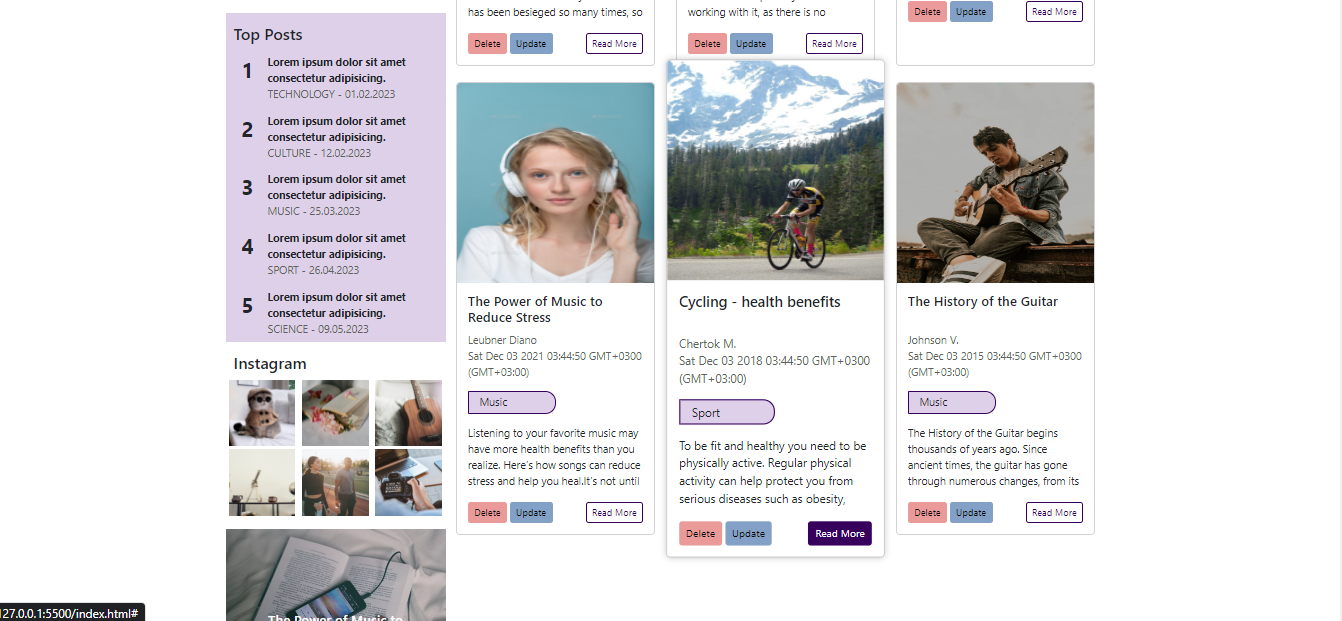 Top Posts
1
Lorem ipsum dolor sit amet
consectetur adipisicing.
TECHNOLOGY - 01.02.2023
2
Lorem ipsum dolor sit amet
consectetur adipisicing.
CULTURE - 12.02.2023
3
Lorem ipsum dolor sit amet
consectetur adipisicing.
MUSIC - 25.03.2023
4
Lorem ipsum dolor sit amet
consectetur adipisicing.
SPORT - 26.04.2023
5
Lorem ipsum dolor sit amet
consectetur adipisicing.
SCIENCE - 09.05.2023
Instagram
The Power of Music to
has been besieged so many times, so
Delete Update Read More
working with it, as there is no
Delete Update Read More
Delete Update Read More
The Power of Music to
Reduce Stress
Leubner Diano
Sat Dec 03 2021 03:44:50 GMT+0300
(GMT+03:00)
Music
Listening to your favorite music may
have more health benefits than you
realize. Here's how songs can reduce
stress and help you heal.It's not until
Delete Update Read More
Cycling - health benefits
Chertok M.
Sat Dec 03 2018 03:44:50 GMT+0300
(GMT+03:00)
Sport
To be fit and healthy you need to be
physically active. Regular physical
activity can help protect you from
serious diseases such as obesity,
Delete Update Read More
The History of the Guitar
Johnson V.
Sat Dec 03 2015 03:44:50 GMT+0300
(GMT+03:00)
Music
The History of the Guitar begins
thousands of years ago. Since
ancient times, the guitar has gone
through numerous changes, from its
Delete Update Read More
127.0.0.1:5500/index.html#